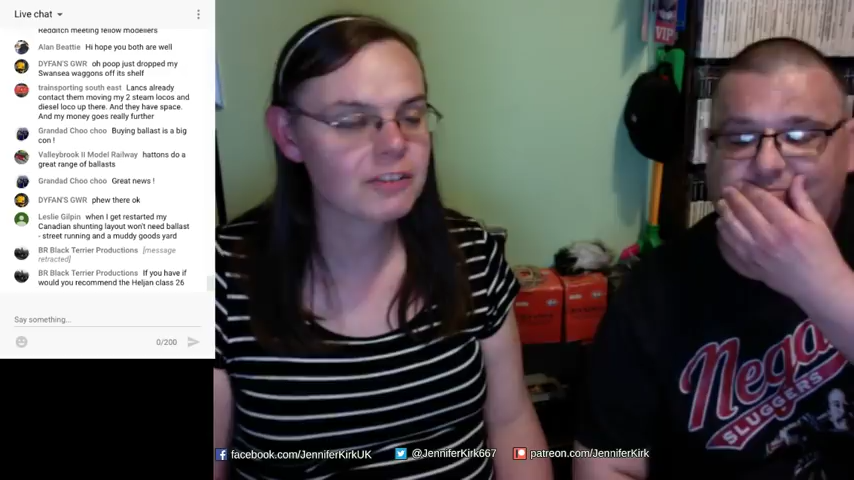 Live chat
Redditch meeting fellow modellers
Alan Beattie Hi hope you both are well
DYFAN'S GWR oh poop just dropped my
Swansea waggons off its shelf
trainsporting south east Lancs already
contact them moving my 2 steam locos and
diesel loco up there. And they have space.
And my money goes really further
Grandad Choo choo Buying ballast is a big
con !
Valleybrook II Model Railway hattons do a
great range of ballasts
Grandad Choo choo Great news !
DYFAN'S GWR phew there ok
Leslie Gilpin when I get restarted my
Canadian shunting layout won't need ballast
- street running and a muddy goods yard
BR Black Terrier Productions [message
retracted]
BR Black Terrier Productions If you have if
would you recommend the Heljan class 26
Say something...
0/200
VIP
SLUGGERS
facebook.com/JenniferKirkUK
@JenniferKirk667
patreon.com/JenniferKirk